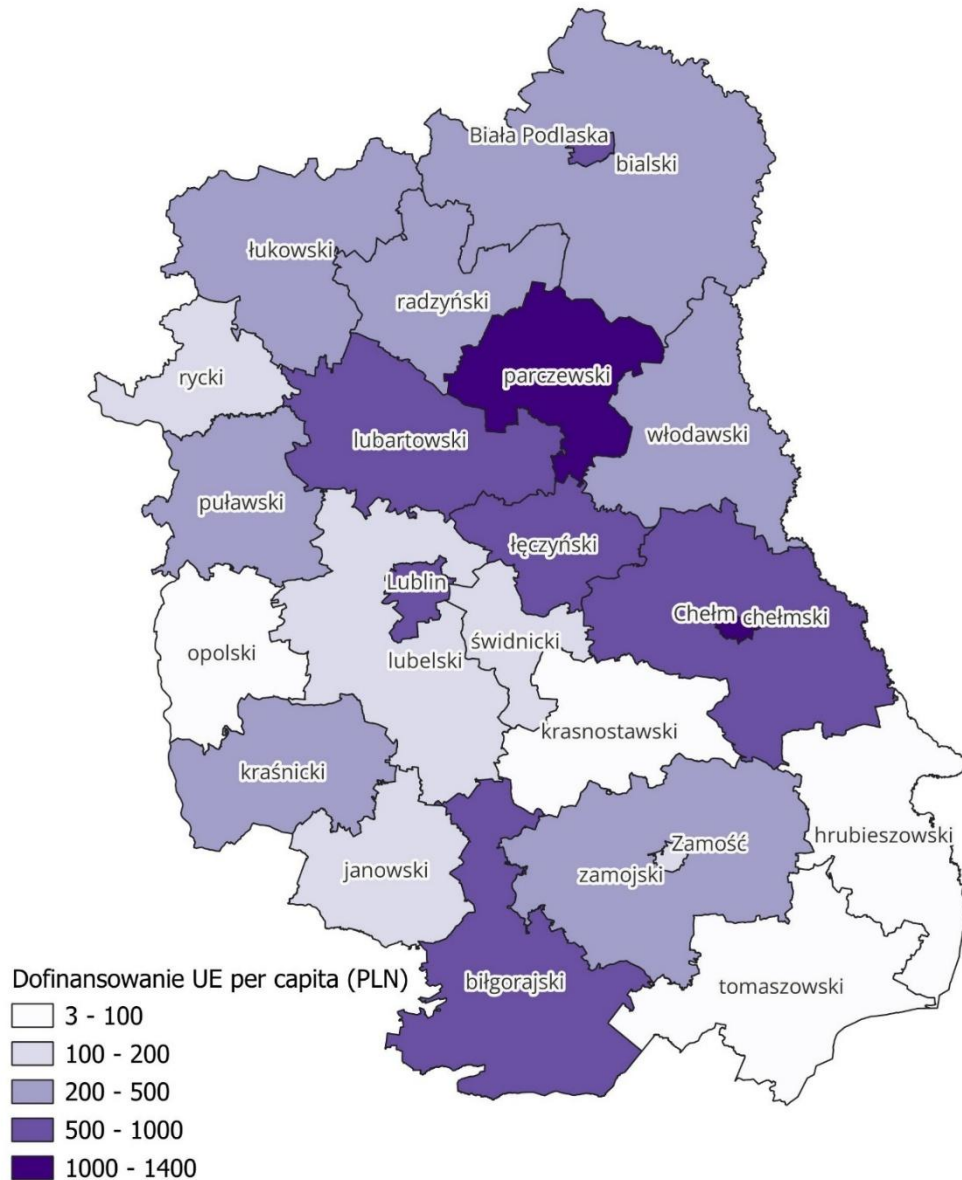 Biała Podlaska
bialski
łukowski
radzyński
rycki
parczewski
lubartowski
włodawski
puławski
łęczyński
Lublin
Chełm
chełmski
opolski
lubelski
świdnicki
krasnostawski
kraśnicki
hrubieszowski
Zamość
janowski
zamojski
biłgorajski
tomaszowski
Dofinansowanie UE per capita (PLN)
3 - 100
100 - 200
200 - 500
500 - 1000
1000 - 1400